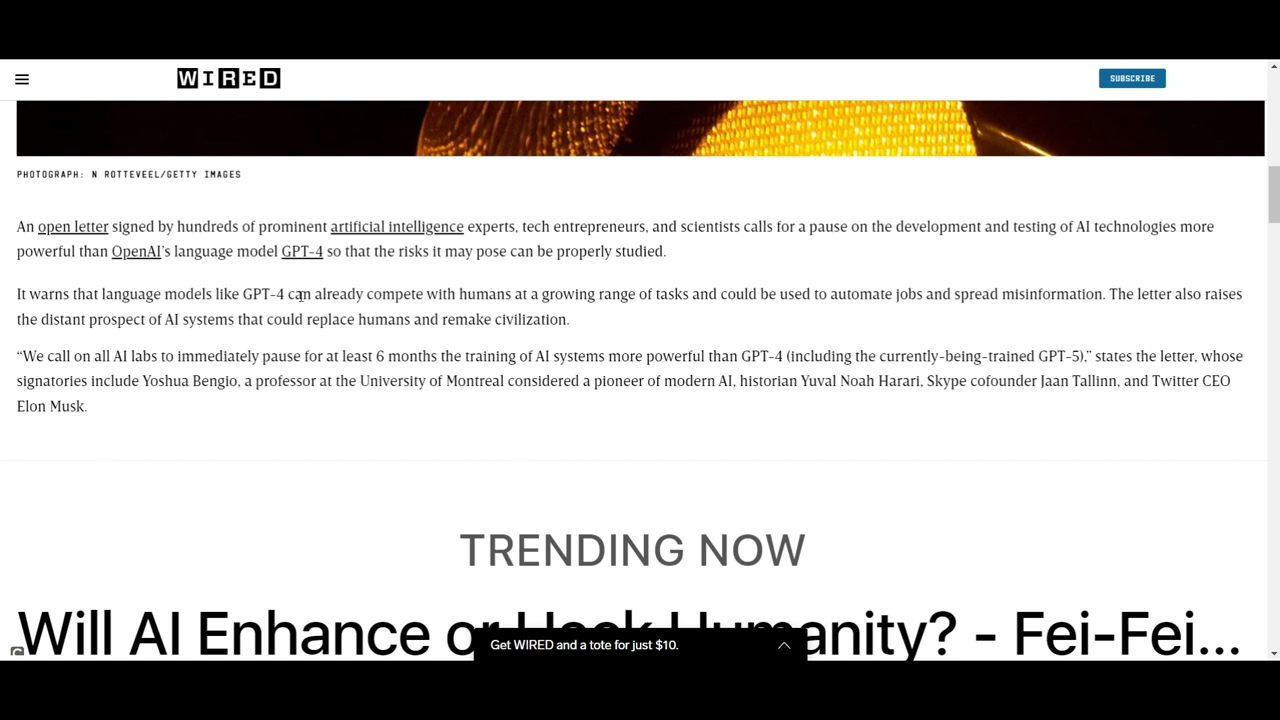 WIRED
SUBSCRIBE
PHOTOGRAPH: N ROTTEVEEL/GETTY IMAGES
An open letter signed by hundreds of prominent artificial intelligence experts, tech entrepreneurs, and scientists calls for a pause on the development and testing of AI technologies more
powerful than OpenAI’s language model GPT-4 so that the risks it may pose can be properly studied.
It warns that language models like GPT-4 can already compete with humans at a growing range of tasks and could be used to automate jobs and spread misinformation. The letter also raises
the distant prospect of AI systems that could replace humans and remake civilization.
“We call on all AI labs to immediately pause for at least 6 months the training of AI systems more powerful than GPT-4 (including the currently-being-trained GPT-5),” states the letter, whose
signatories include Yoshua Bengio, a professor at the University of Montreal considered a pioneer of modern AI, historian Yuval Noah Harari, Skype cofounder Jaan Tallinn, and Twitter CEO
Elon Musk.
TRENDING NOW
Will AI Enhance or Hack Humanity? - Fei-Fei...
Get WIRED and a tote for just $10.